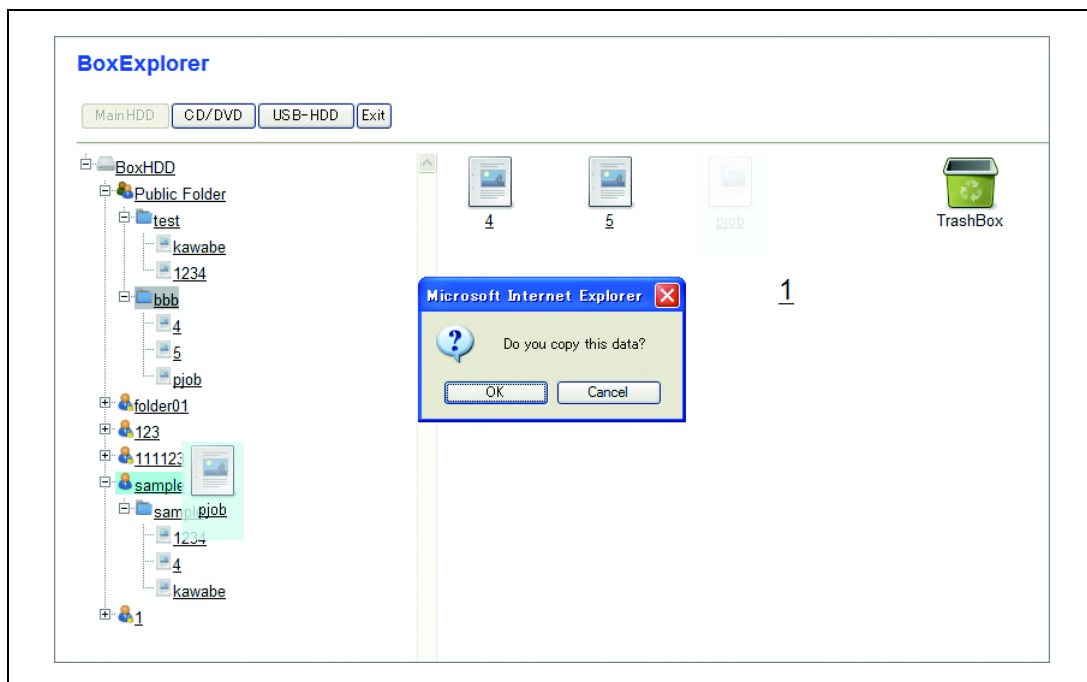 BoxExplorer
MainHDD CD/DVD USB-HDD Exit
BoxHDD
Public Folder
test
kawabe
1234
bbb
4
5
pjob
folder01
123
111123
sample
sample
1234
4
kawabe
1
4 5 pjob TrashBox
1
Microsoft Internet Explorer
Do you copy this data?
OK Cancel
pjob